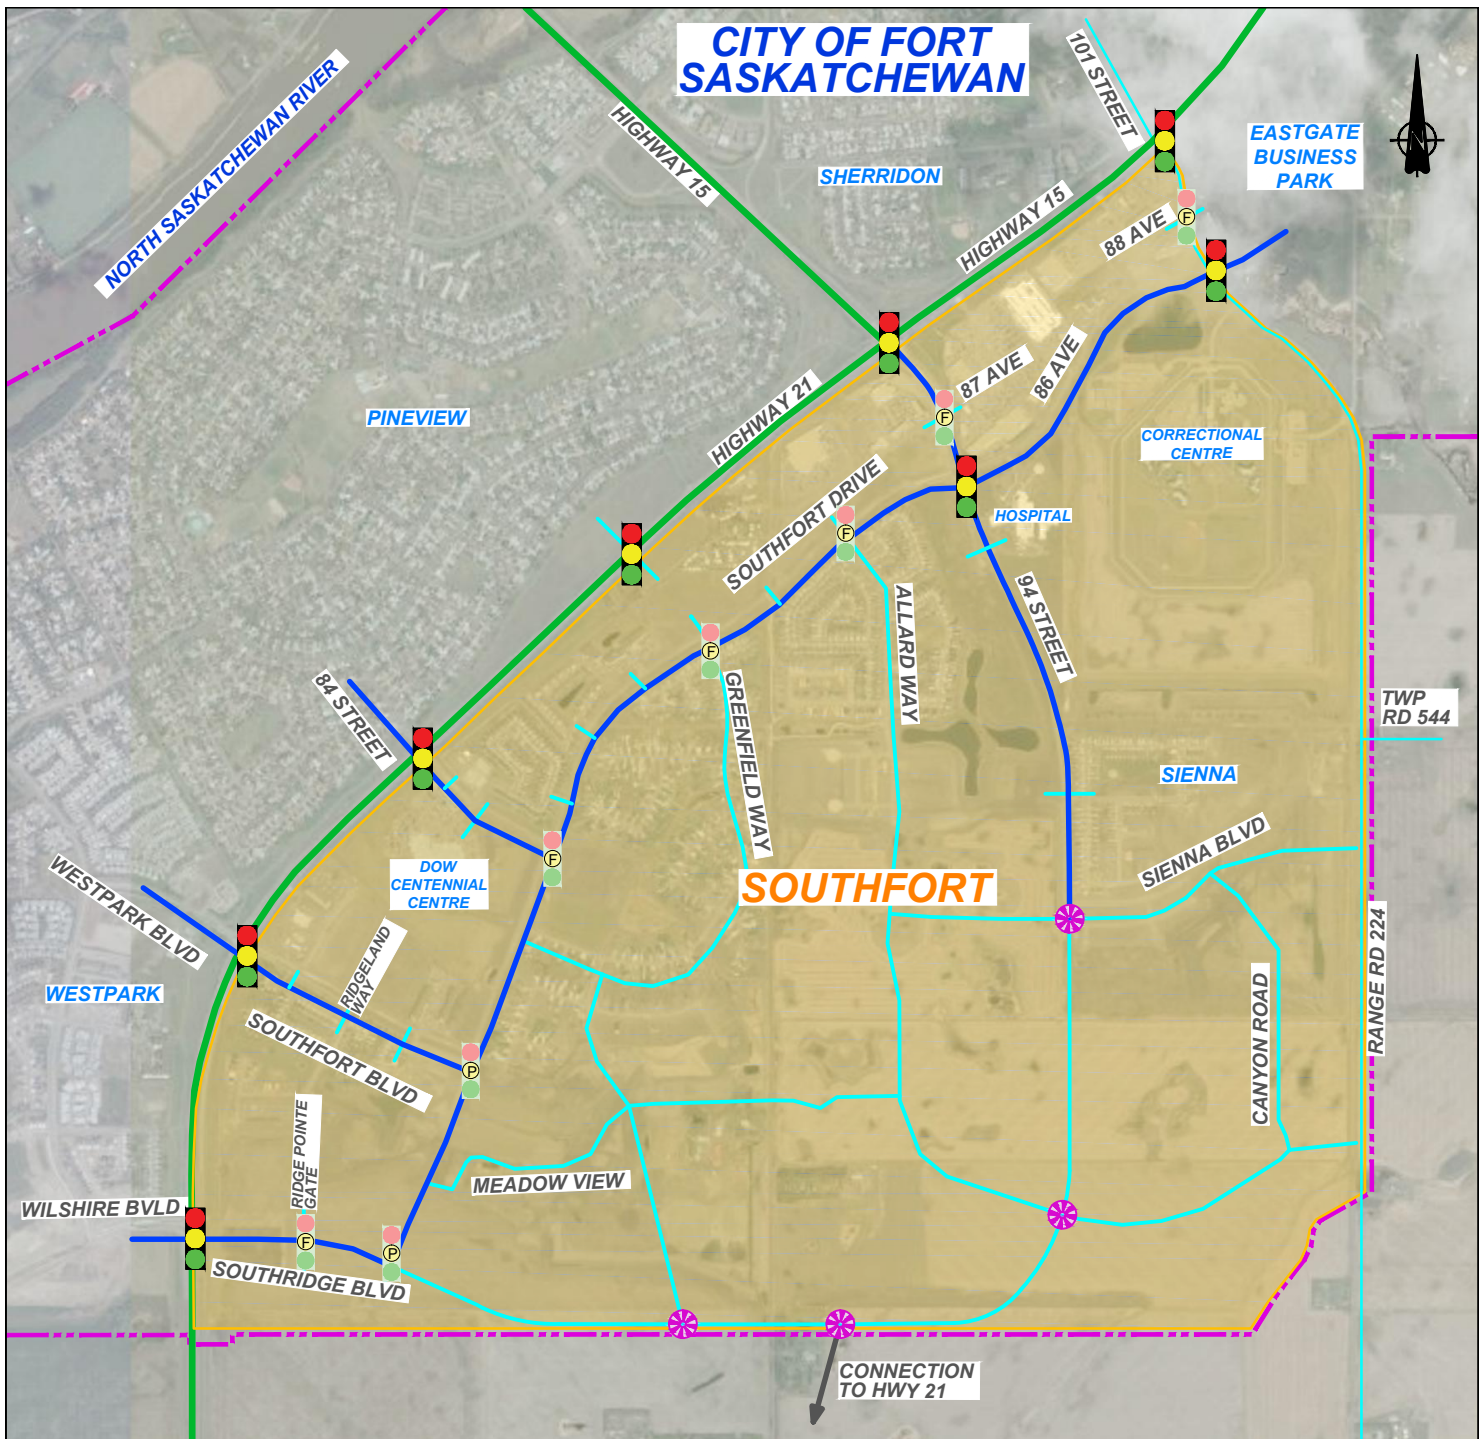 CITY OF FORT
SASKATCHEWAN
101 STREET
NORTH SASKATCHEWAN RIVER
HIGHWAY 15
SHERRIDON
EASTGATE
BUSINESS
PARK
HIGHWAY 15
88 AVE
F
PINEVIEW
HIGHWAY 21
87 AVE
86 AVE
F
CORRECTIONAL
CENTRE
SOUTHFORT DRIVE
F
HOSPITAL
ALLARD WAY
94 STREET
F
GREENFIELD WAY
84 STREET
TWP
RD 544
SIENNA
SIENNA BLVD
F
DOW
CENTENNIAL
CENTRE
SOUTHFORT
WESTPARK BLVD
RIDGELAND
WAY
WESTPARK
RANGE RD 224
CANYON ROAD
SOUTHFORT BLVD
P
RIDGE POINTE
GATE
MEADOW VIEW
WILSHIRE BVLD
F
P
SOUTHRIDGE BLVD
CONNECTION
TO HWY 21